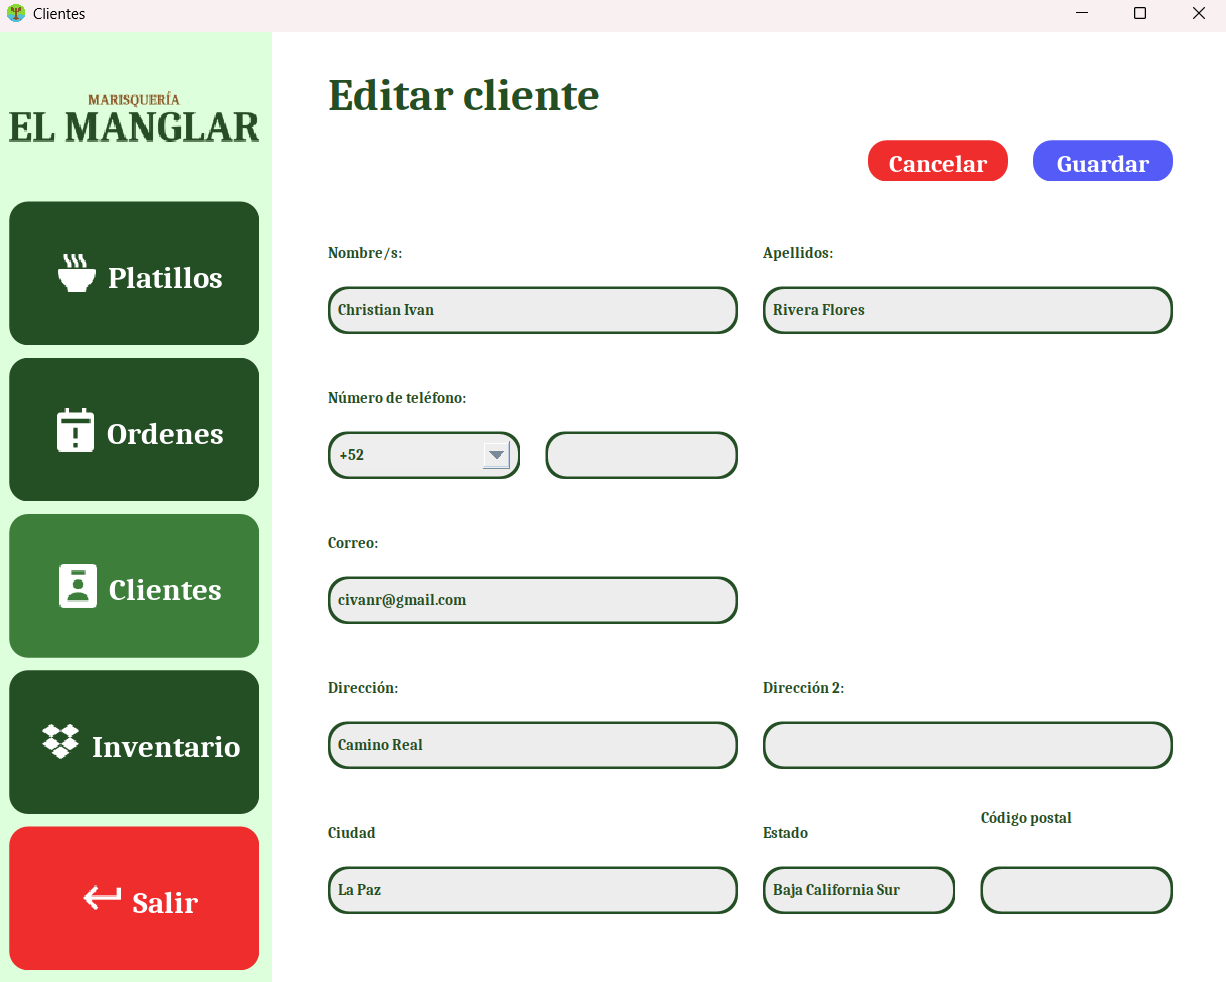 Clientes
MARISQUERÍA
EL MANGLAR
Platillos
Ordenes
Clientes
Inventario
Salir
Editar cliente
Cancelar
Guardar
Nombre/s:
Apellidos:
Christian Ivan
Rivera Flores
Número de teléfono:
+52
Correo:
civanr@gmail.com
Dirección:
Dirección 2:
Camino Real
Ciudad
Estado
Código postal
La Paz
Baja California Sur